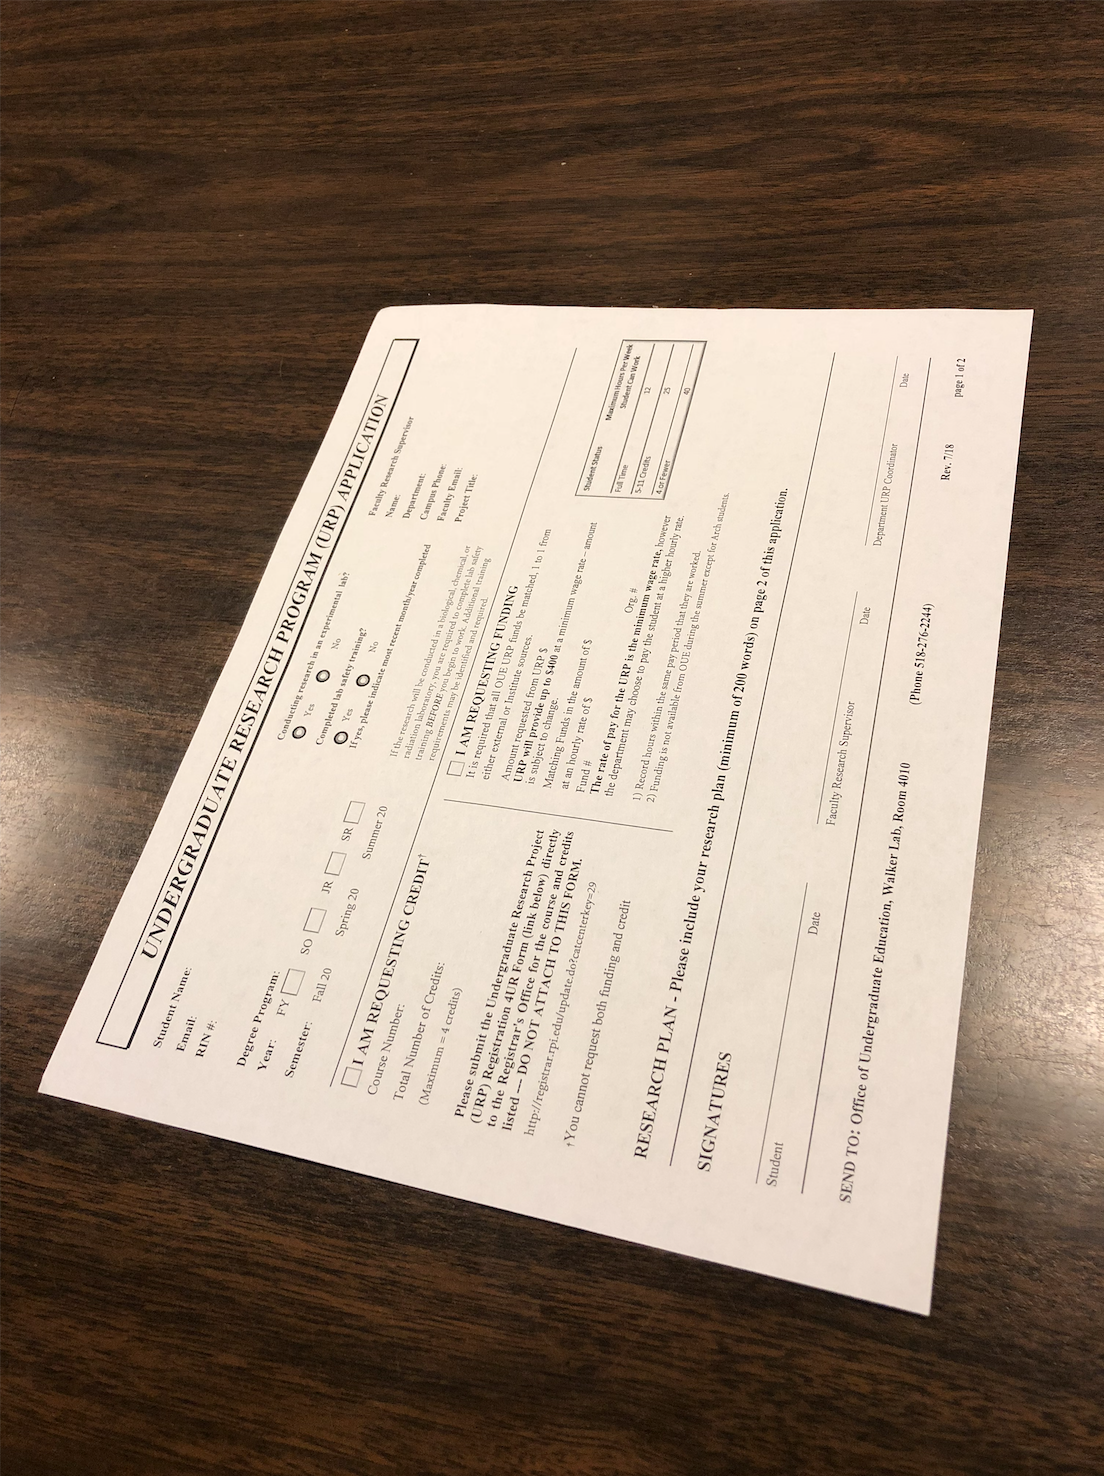 UNDERGRADUATE RESEARCH PROGRAM (URP) APPLICATION
Student Name:
Email:
RIN #:
Degree Program:
Year: FY SO JR SR
Semester: Fall 20 Spring 20 Summer 20
Conducting research in an experimental lab?
Yes No
Completed lab safety training?
Yes No
If yes, please indicate most recent month/year completed
If the research will be conducted in a biological, chemical, or
radiation laboratory, you are required to complete lab safety
training BEFORE you begin to work. Additional training
requirements may be identified and required.
Faculty Research Supervisor
Name:
Department:
Campus Phone:
Faculty Email:
Project Title:
I AM REQUESTING CREDIT†
Course Number:
Total Number of Credits:
(Maximum = 4 credits)
Please submit the Undergraduate Research Project
(URP) Registration 4UR Form (link below) directly
to the Registrar's Office for the course and credits
listed --- DO NOT ATTACH TO THIS FORM.
http://registrar.rpi.edu/update.do?catcenterkey=29
†You cannot request both funding and credit
I AM REQUESTING FUNDING
It is required that all OUE URP funds be matched, 1 to 1 from
either external or Institute sources.
Amount requested from URP $
URP will provide up to $400 at a minimum wage rate – amount
is subject to change.
Matching Funds in the amount of $
at an hourly rate of $
Fund # Org. #
The rate of pay for the URP is the minimum wage rate, however
the department may choose to pay the student at a higher hourly rate.
1) Record hours within the same pay period that they are worked.
2) Funding is not available from OUE during the summer except for Arch students.
Student Status Maximum Hours Per Week Student Can Work
Full Time 12
5-11 Credits 25
4 or Fewer 40
RESEARCH PLAN - Please include your research plan (minimum of 200 words) on page 2 of this application.
SIGNATURES
Student Date
Faculty Research Supervisor Date
Department URP Coordinator Date
SEND TO: Office of Undergraduate Education, Walker Lab, Room 4010 (Phone 518-276-2244)
Rev. 7/18 page 1 of 2